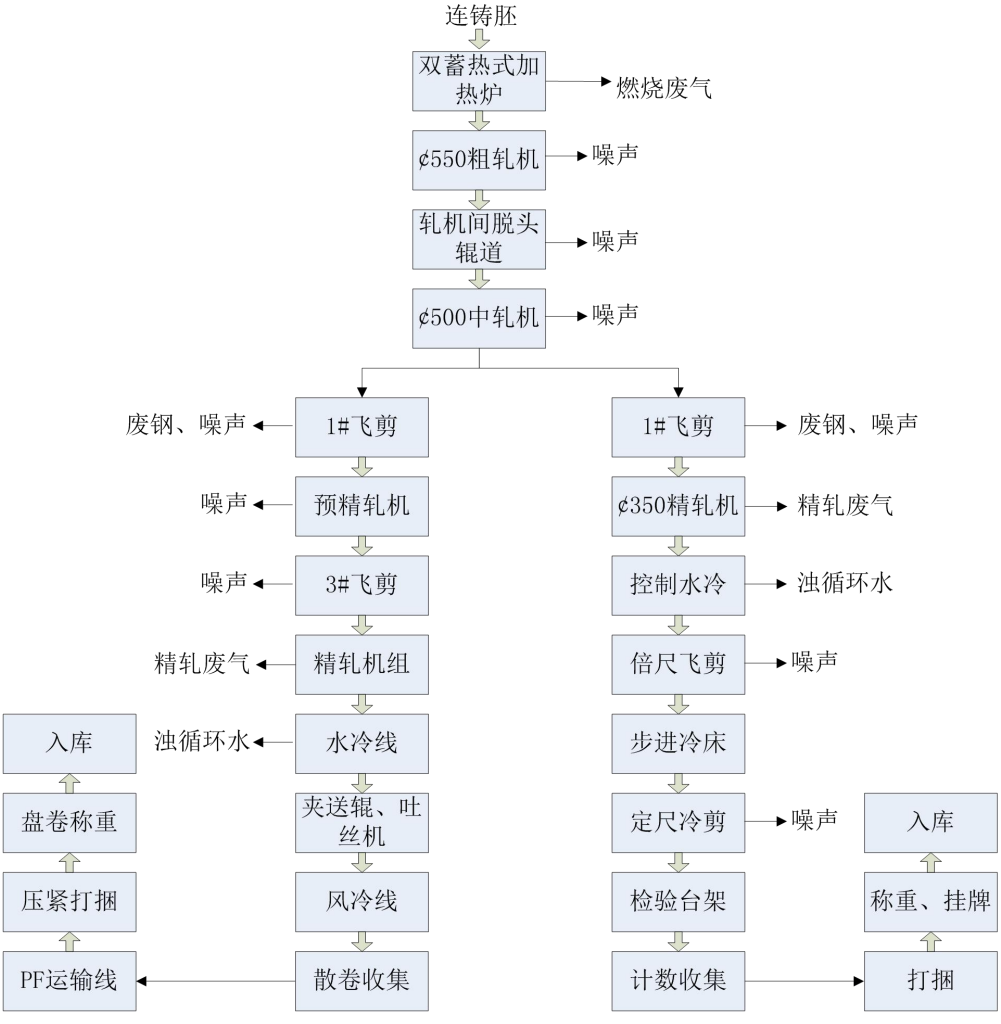 连铸胚
双蓄热式加
热炉
燃烧废气
¢550粗轧机
噪声
轧机间脱头
辊道
噪声
¢500中轧机
噪声
废钢、噪声
1#飞剪
噪声
预精轧机
噪声
3#飞剪
精轧废气
精轧机组
浊循环水
水冷线
夹送辊、吐
丝机
风冷线
散卷收集
PF运输线
压紧打捆
盘卷称重
入库
1#飞剪
废钢、噪声
¢350精轧机
精轧废气
控制水冷
浊循环水
倍尺飞剪
噪声
步进冷床
定尺冷剪
噪声
检验台架
计数收集
打捆
称重、挂牌
入库